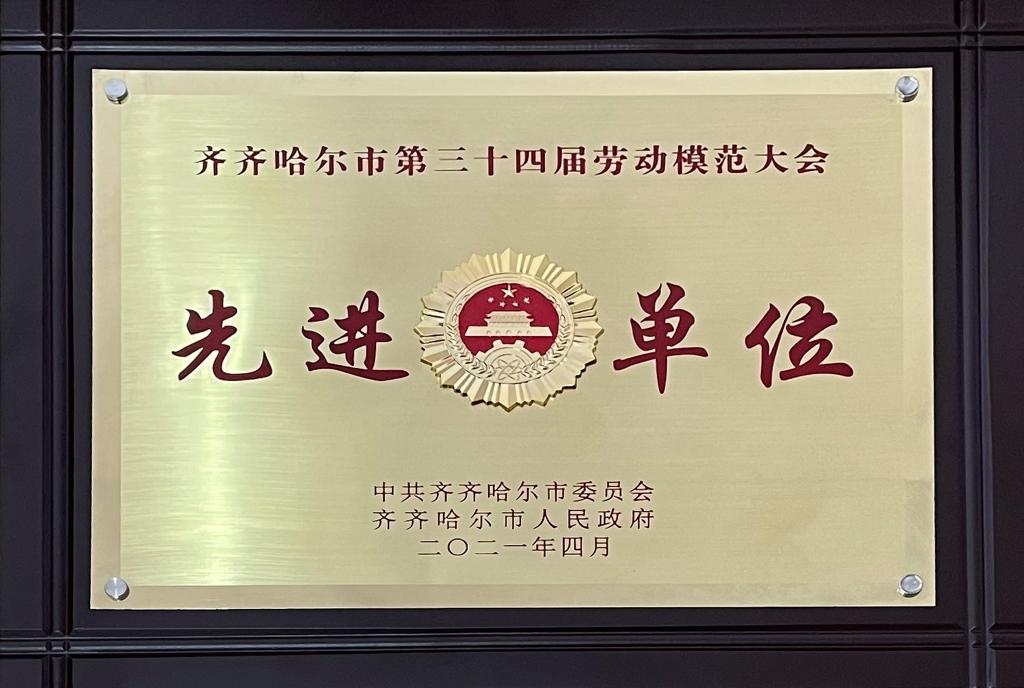 齐齐哈尔市第三十四届劳动模范大会
先进单位
中共齐齐哈尔市委员会
齐齐哈尔市人民政府
二〇二一年四月